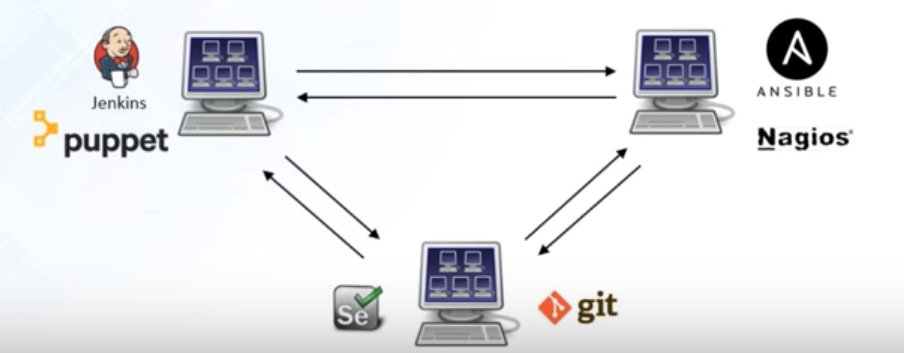 Jenkins
puppet
ANSIBLE
Nagios®
Se
git